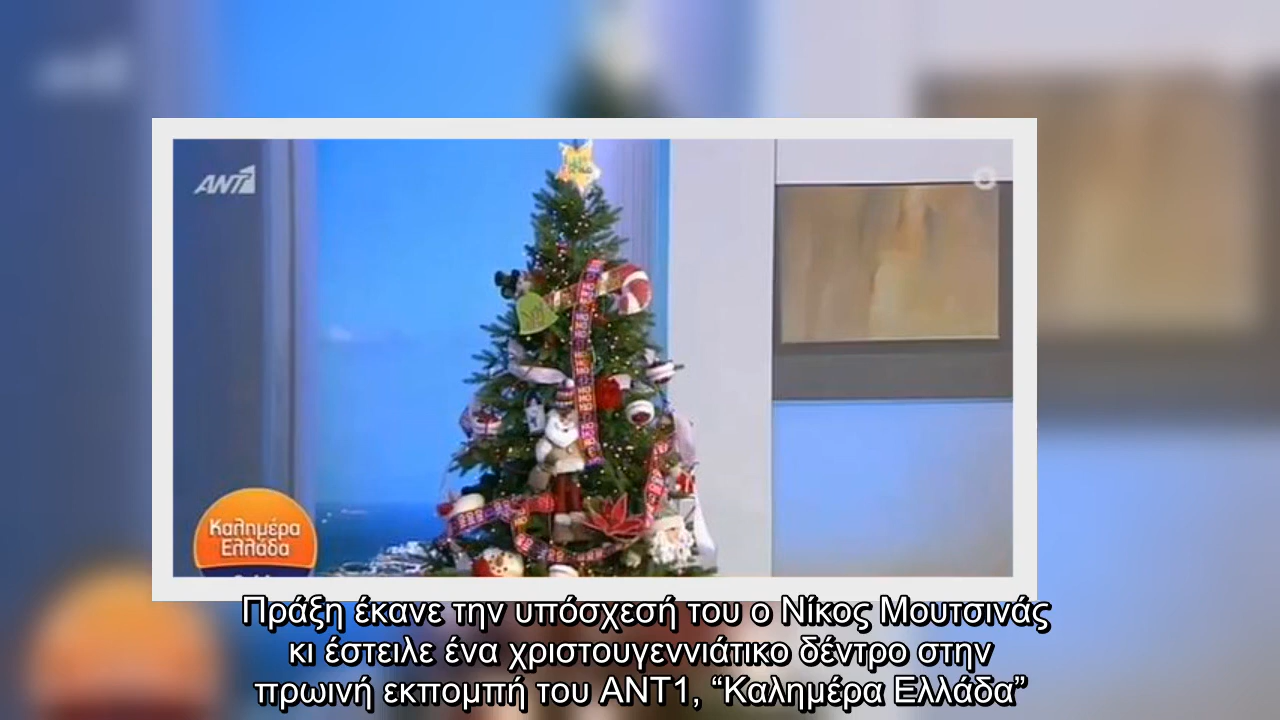 ANT1
Καλημέρα
Ελλάδα
Πράξη έκανε την υπόσχεσή του ο Νίκος Μουτσινάς
κι έστειλε ένα χριστουγεννιάτικο δέντρο στην
πρωινή εκπομπή του ΑΝΤ1, “Καλημέρα Ελλάδα”